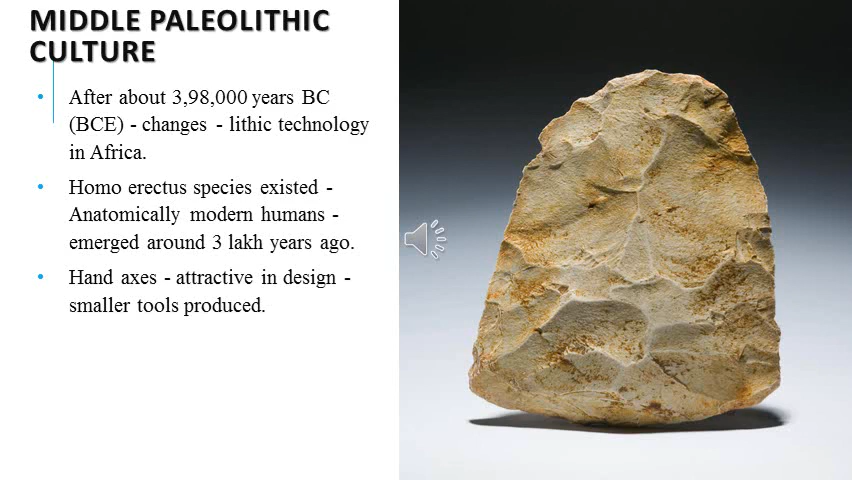 MIDDLE PALEOLITHIC
CULTURE
• After about 3,98,000 years BC
(BCE) - changes - lithic technology
in Africa.
• Homo erectus species existed -
Anatomically modern humans -
emerged around 3 lakh years ago.
• Hand axes - attractive in design -
smaller tools produced.